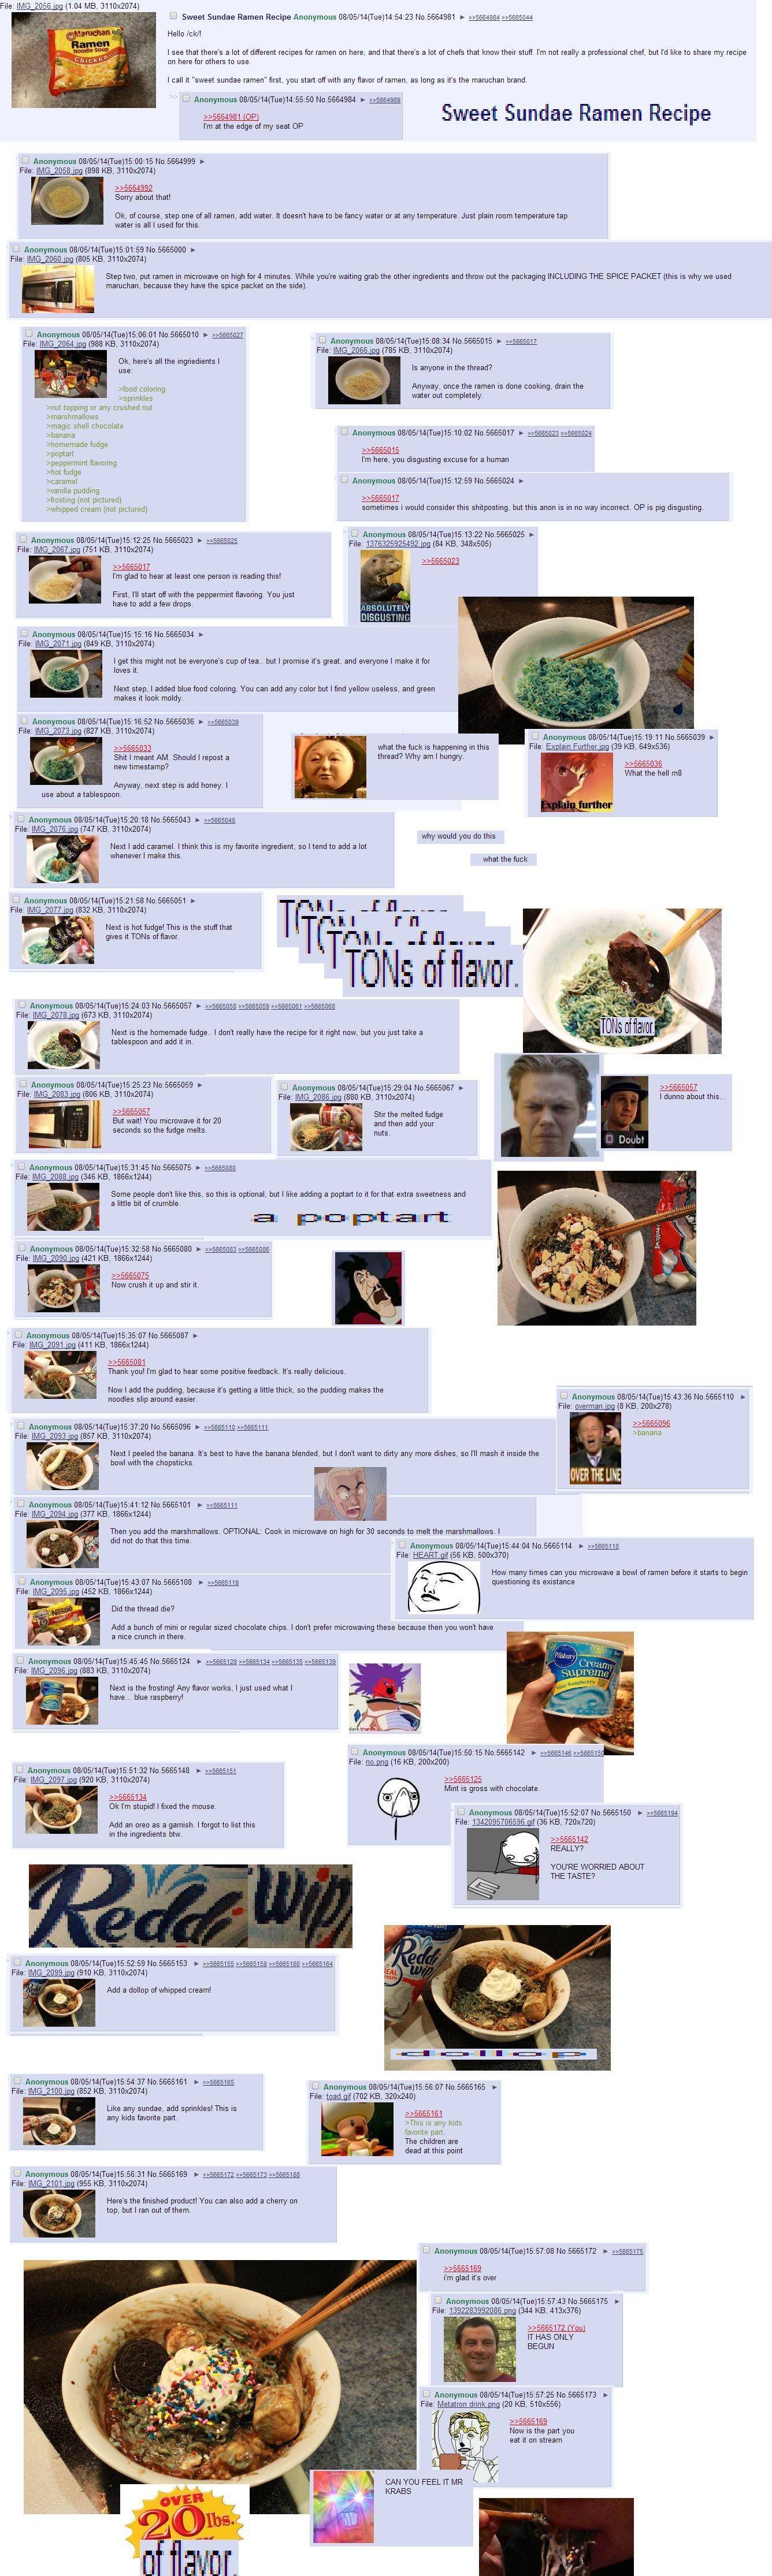 File: IMG_2056.jpg (1.04 MB, 3110x2074)
Sweet Sundae Ramen Recipe Anonymous 08/05/14(Tue)14:54:23 No.5664981 ► >>5664984 >>5665044
Hello /ck/!
I see that there's a lot of different recipes for ramen on here, and that there's a lot of chefs that know their stuff. I'm not really a professional chef, but I'd like to share my recipe
on here for others to use.
I call it "sweet sundae ramen" first, you start off with any flavor of ramen, as long as it's the maruchan brand.
Maruchan
Ramen
Noodle Soup
Chicken
>> Anonymous 08/05/14(Tue)14:55:50 No.5664984 ► >>5664989
>>5664981 (OP)
I'm at the edge of my seat OP
Sweet Sundae Ramen Recipe
Anonymous 08/05/14(Tue)15:00:15 No.5664999 ►
File: IMG_2058.jpg (898 KB, 3110x2074)
>>5664992
Sorry about that!
Ok, of course, step one of all ramen, add water. It doesn't have to be fancy water or at any temperature. Just plain room temperature tap
water is all I used for this.
Anonymous 08/05/14(Tue)15:01:59 No.5665000 ►
File: IMG_2060.jpg (805 KB, 3110x2074)
Step two, put ramen in microwave on high for 4 minutes. While you're waiting grab the other ingredients and throw out the packaging INCLUDING THE SPICE PACKET (this is why we used
maruchan, because they have the spice packet on the side).
Anonymous 08/05/14(Tue)15:06:01 No.5665010 ► >>5665027
File: IMG_2064.jpg (988 KB, 3110x2074)
Ok, here's all the ingriedients I
use:
>food coloring
>sprinkles
>nut topping or any crushed nut
>marshmallows
>magic shell chocolate
>banana
>homemade fudge
>poptart
>peppermint flavoring
>hot fudge
>caramel
>vanilla pudding
>frosting (not pictured)
>whipped cream (not pictured)
Anonymous 08/05/14(Tue)15:08:34 No.5665015 ► >>5665017
File: IMG_2066.jpg (785 KB, 3110x2074)
Is anyone in the thread?
Anyway, once the ramen is done cooking, drain the
water out completely.
Anonymous 08/05/14(Tue)15:10:02 No.5665017 ► >>5665023 >>5665024
>>5665015
I'm here, you disgusting excuse for a human
Anonymous 08/05/14(Tue)15:12:59 No.5665024 ►
>>5665017
sometimes i would consider this shitposting, but this anon is in no way incorrect. OP is pig disgusting.
Anonymous 08/05/14(Tue)15:12:25 No.5665023 ► >>5665025
File: IMG_2067.jpg (751 KB, 3110x2074)
>>5665017
I'm glad to hear at least one person is reading this!
First, I'll start off with the peppermint flavoring. You just
have to add a few drops.
Anonymous 08/05/14(Tue)15:13:22 No.5665025 ►
File: 1376325925492.jpg (84 KB, 348x505)
>>5665023
ABSOLUTELY
DISGUSTING
Anonymous 08/05/14(Tue)15:15:16 No.5665034 ►
File: IMG_2071.jpg (849 KB, 3110x2074)
I get this might not be everyone's cup of tea.. but I promise it's great, and everyone I make it for
loves it.
Next step, I added blue food coloring. You can add any color but I find yellow useless, and green
makes it look moldy.
Anonymous 08/05/14(Tue)15:16:52 No.5665036 ► >>5665039
File: IMG_2073.jpg (827 KB, 3110x2074)
>>5665033
Shit I meant AM. Should I repost a
new timestamp?
Anyway, next step is add honey. I
use about a tablespoon.
what the fuck is happening in this
thread? Why am I hungry.
Anonymous 08/05/14(Tue)15:19:11 No.5665039 ►
File: Explain Further.jpg (39 KB, 649x536)
>>5665036
What the hell m8
Explain further
Anonymous 08/05/14(Tue)15:20:18 No.5665043 ► >>5665048
File: IMG_2076.jpg (747 KB, 3110x2074)
Next I add caramel. I think this is my favorite ingredient, so I tend to add a lot
whenever I make this.
why would you do this
what the fuck
Anonymous 08/05/14(Tue)15:21:58 No.5665051 ►
File: IMG_2077.jpg (832 KB, 3110x2074)
Next is hot fudge! This is the stuff that
gives it TONs of flavor.
TONs of flavor.
TONs of flavor.
Anonymous 08/05/14(Tue)15:24:03 No.5665057 ► >>5665058 >>5665059 >>5665061 >>5665068
File: IMG_2078.jpg (673 KB, 3110x2074)
Next is the homemade fudge.. I don't really have the recipe for it right now, but you just take a
tablespoon and add it in.
Anonymous 08/05/14(Tue)15:25:23 No.5665059 ►
File: IMG_2083.jpg (806 KB, 3110x2074)
>>5665057
But wait! You microwave it for 20
seconds so the fudge melts.
Anonymous 08/05/14(Tue)15:29:04 No.5665067 ►
File: IMG_2086.jpg (880 KB, 3110x2074)
Stir the melted fudge
and then add your
nuts.
>>5665057
I dunno about this...
Doubt
Anonymous 08/05/14(Tue)15:31:45 No.5665075 ► >>5665080
File: IMG_2088.jpg (346 KB, 1866x1244)
Some people don't like this, so this is optional, but I like adding a poptart to it for that extra sweetness and
a little bit of crumble.
a poptart
Anonymous 08/05/14(Tue)15:32:58 No.5665080 ► >>5665083 >>5665086
File: IMG_2090.jpg (421 KB, 1866x1244)
>>5665075
Now crush it up and stir it.
Anonymous 08/05/14(Tue)15:35:07 No.5665087 ►
File: IMG_2091.jpg (411 KB, 1866x1244)
>>5665081
Thank you! I'm glad to hear some positive feedback. It's really delicious.
Now I add the pudding, because it's getting a little thick, so the pudding makes the
noodles slip around easier.
Anonymous 08/05/14(Tue)15:37:20 No.5665096 ► >>5665110 >>5665111
File: IMG_2093.jpg (857 KB, 3110x2074)
Next I peeled the banana. It's best to have the banana blended, but I don't want to dirty any more dishes, so I'll mash it inside the
bowl with the chopsticks.
Anonymous 08/05/14(Tue)15:43:36 No.5665110 ►
File: overman.jpg (8 KB, 200x278)
>>5665096
>banana
OVER THE LINE
Anonymous 08/05/14(Tue)15:41:12 No.5665101 ► >>5665111
File: IMG_2094.jpg (377 KB, 1866x1244)
Then you add the marshmallows. OPTIONAL: Cook in microwave on high for 30 seconds to melt the marshmallows. I
did not do that this time.
Anonymous 08/05/14(Tue)15:44:04 No.5665114 ► >>5665118
File: HEART.gif (56 KB, 500x370)
How many times can you microwave a bowl of ramen before it starts to begin
questioning its existance
Anonymous 08/05/14(Tue)15:43:07 No.5665108 ► >>5665119
File: IMG_2095.jpg (452 KB, 1866x1244)
Did the thread die?
Add a bunch of mini or regular sized chocolate chips. I don't prefer microwaving these because then you won't have
a nice crunch in there.
Anonymous 08/05/14(Tue)15:45:45 No.5665124 ► >>5665128 >>5665134 >>5665135 >>5665139
File: IMG_2096.jpg (883 KB, 3110x2074)
Next is the frosting! Any flavor works, I just used what I
have... blue raspberry!
Pillsbury
Creamy
Supreme
Anonymous 08/05/14(Tue)15:50:15 No.5665142 ► >>5665146
File: no.png (16 KB, 200x200)
>>5665125
Mint is gross with chocolate.
Anonymous 08/05/14(Tue)15:51:32 No.5665148 ► >>5665151
File: IMG_2097.jpg (920 KB, 3110x2074)
>>5665134
Ok I'm stupid! I fixed the mouse.
Add an oreo as a garnish. I forgot to list this
in the ingredients btw.
Anonymous 08/05/14(Tue)15:52:07 No.5665150 ► >>5665194
File: 1342095706596.gif (36 KB, 720x720)
>>5665142
REALLY?
YOU'RE WORRIED ABOUT
THE TASTE?
Reddi
wip
Anonymous 08/05/14(Tue)15:52:59 No.5665153 ► >>5665155 >>5665159 >>5665160 >>5665164
File: IMG_2099.jpg (910 KB, 3110x2074)
Add a dollop of whipped cream!
Reddi
wip
Anonymous 08/05/14(Tue)15:54:37 No.5665161 ► >>5665165
File: IMG_2100.jpg (852 KB, 3110x2074)
Like any sundae, add sprinkles! This is
any kids favorite part.
Anonymous 08/05/14(Tue)15:56:07 No.5665165 ►
File: toad.gif (702 KB, 320x240)
>>5665161
>This is any kids
favorite part.
The children are
dead at this point
Anonymous 08/05/14(Tue)15:56:31 No.5665169 ► >>5665172 >>5665173 >>5665188
File: IMG_2101.jpg (955 KB, 3110x2074)
Here's the finished product! You can also add a cherry on
top, but I ran out of them.
Anonymous 08/05/14(Tue)15:57:08 No.5665172 ► >>5665175
>>5665169
i'm glad it's over
Anonymous 08/05/14(Tue)15:57:43 No.5665175 ►
File: 1392283992086.png (344 KB, 413x376)
>>5665172 (You)
IT HAS ONLY
BEGUN
Anonymous 08/05/14(Tue)15:57:25 No.5665173 ►
File: Metatron drink.png (20 KB, 510x556)
>>5665169
Now is the part you
eat it on stream
CAN YOU FEEL IT MR
KRABS
OVER
20lbs.
of flavor.